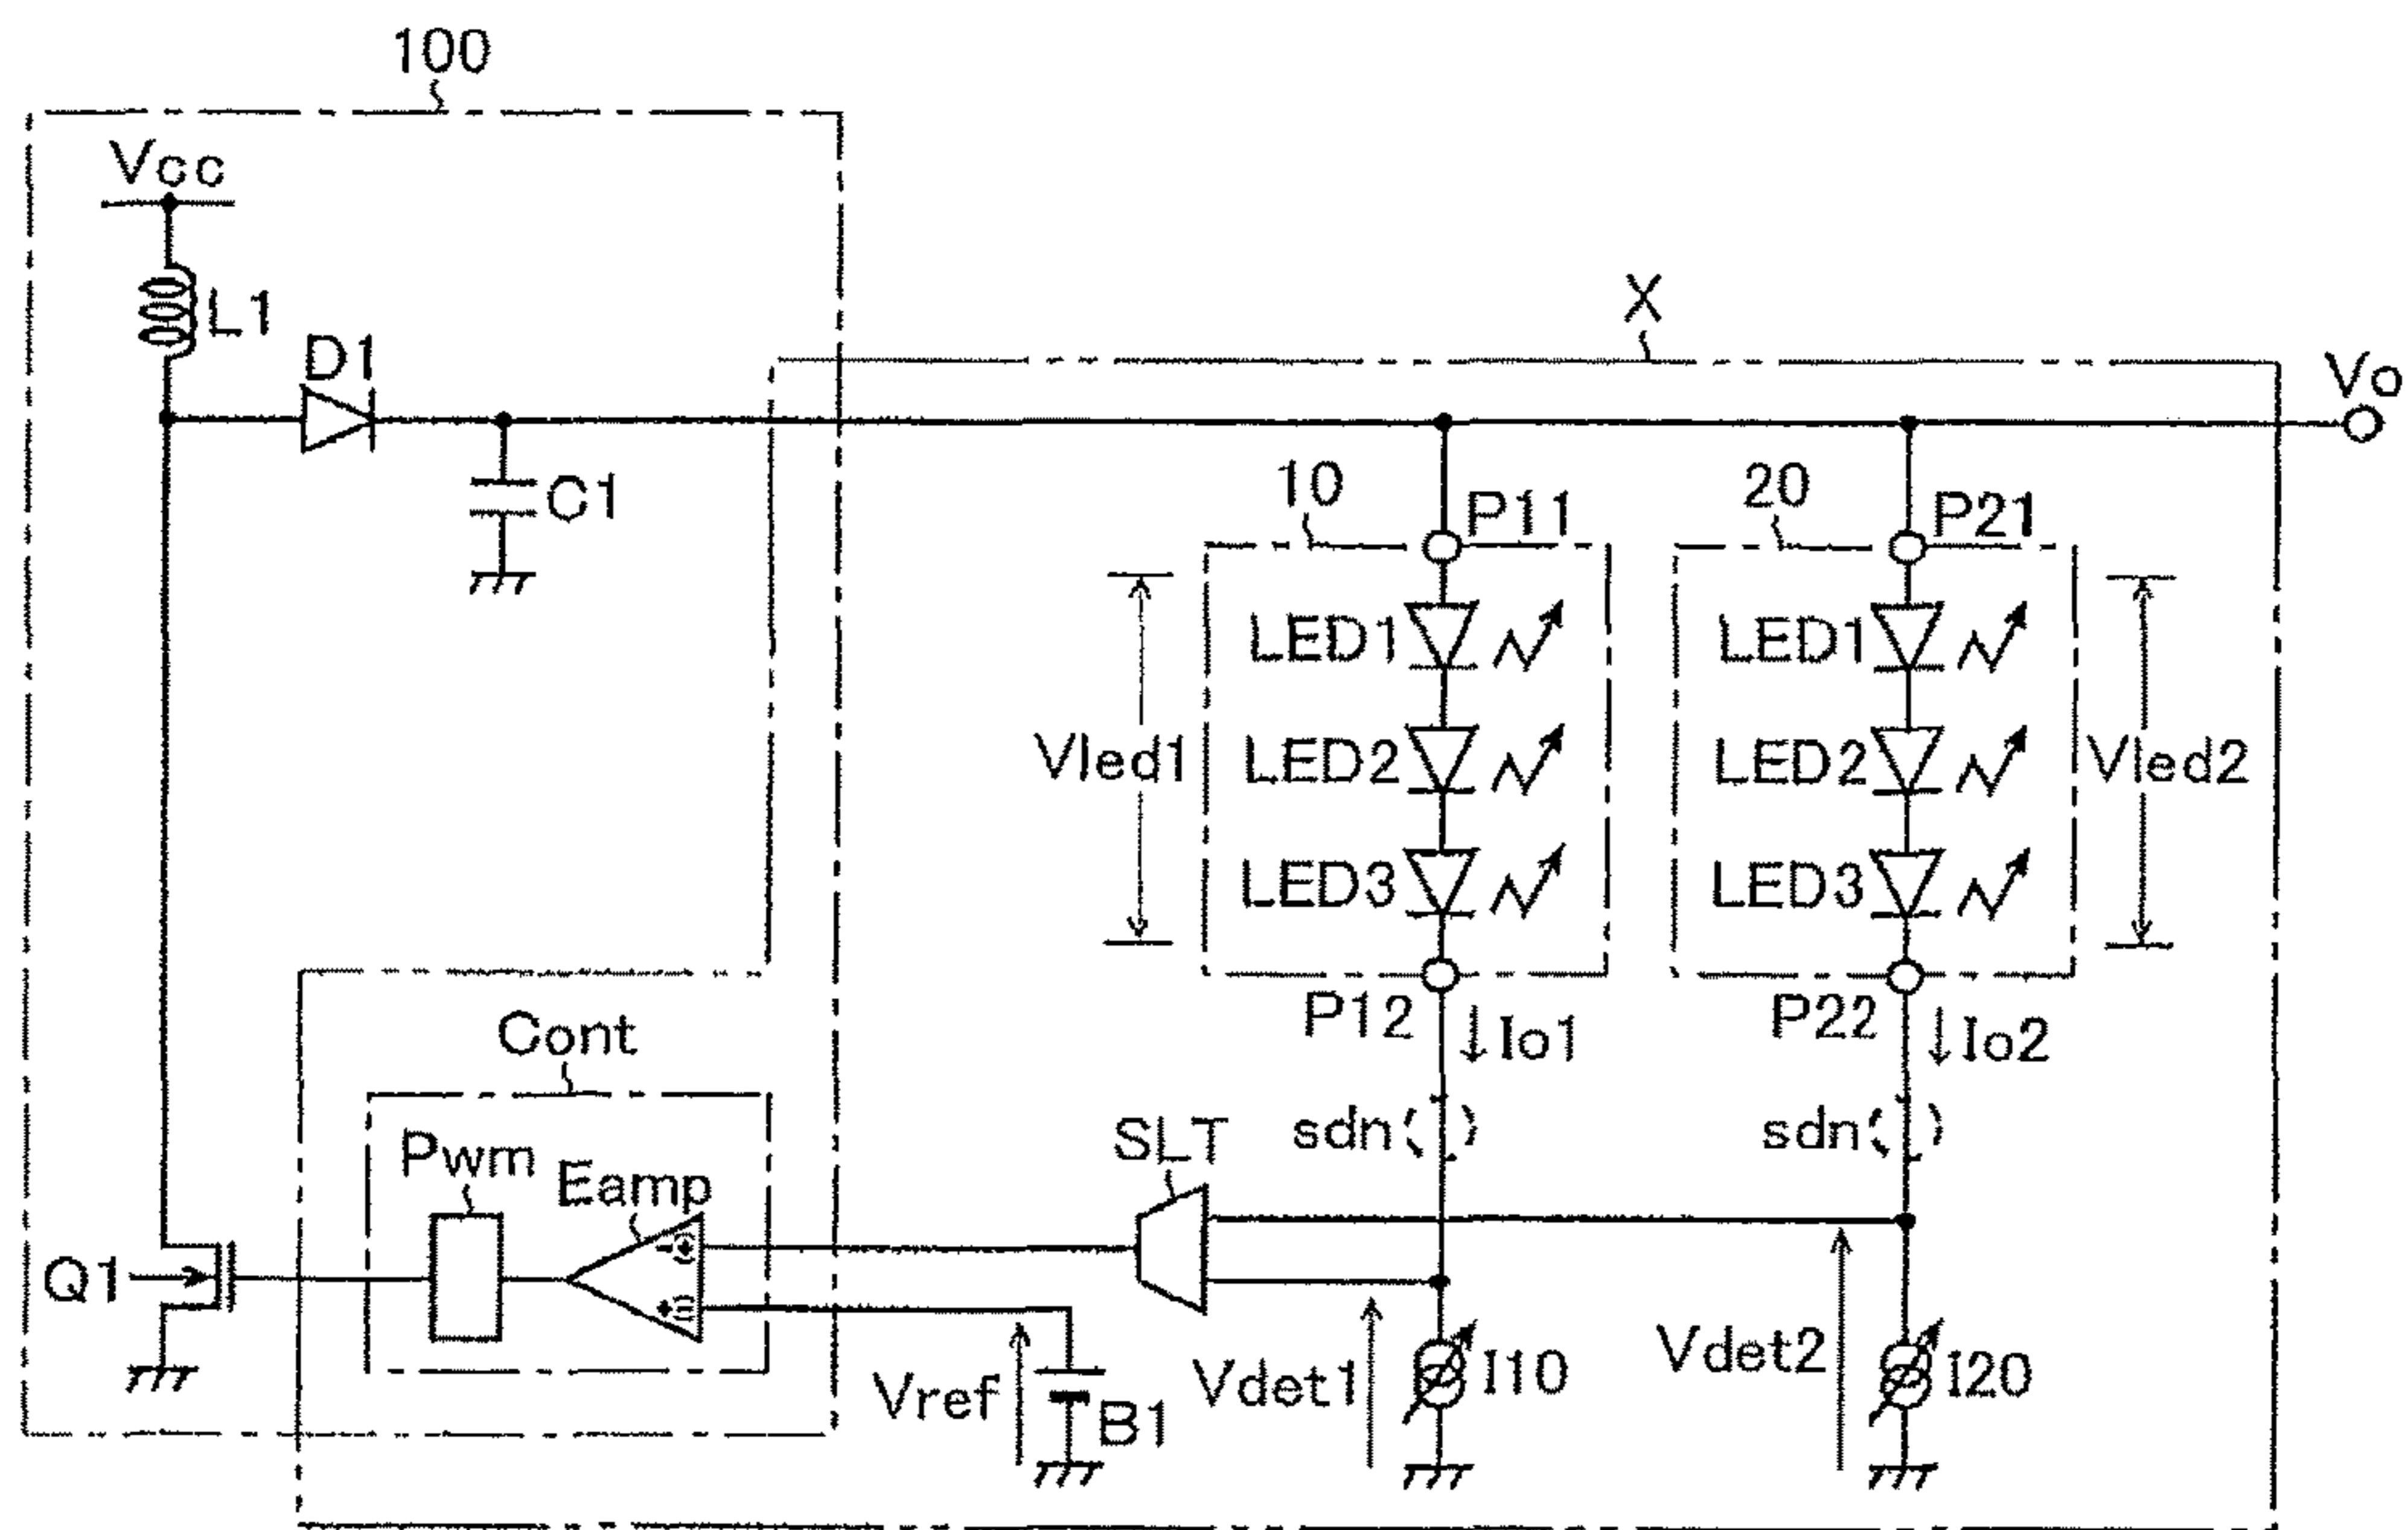 100
Vcc
L1
D1
C1
X
Vo
10
P11
20
P21
LED1
LED1
Vled1
LED2
LED2
Vled2
LED3
LED3
P12
Io1
P22
Io2
Cont
Pwm
Eamp
SLT
sdn
sdn
Q1
-(+)
+(-)
Vref
B1
Vdet1
I10
Vdet2
I20